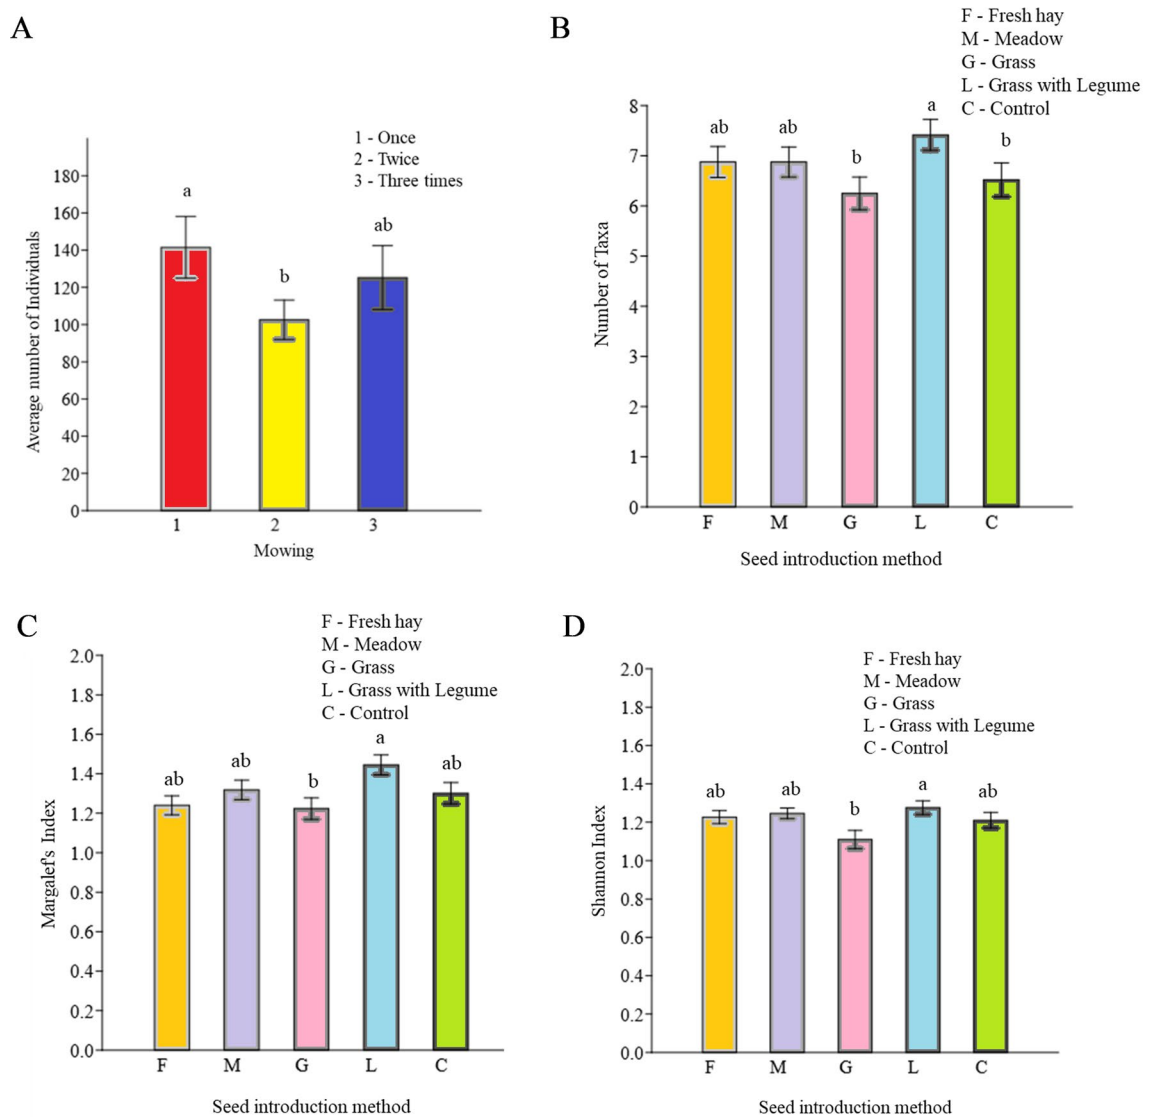 A
1 - Once
2 - Twice
3 - Three times
Average number of Individuals
180
160
140
120
100
80
60
40
20
0
a
b
ab
1 2 3
Mowing
B
F - Fresh hay
M - Meadow
G - Grass
L - Grass with Legume
C - Control
Number of Taxa
8
7
6
5
4
3
2
1
0
ab ab b a b
F M G L C
Seed introduction method
C
F - Fresh hay
M - Meadow
G - Grass
L - Grass with Legume
C - Control
Margalef's Index
2.0
1.8
1.6
1.4
1.2
1.0
0.8
0.6
0.4
0.2
0.0
ab ab b a ab
F M G L C
Seed introduction method
D
F - Fresh hay
M - Meadow
G - Grass
L - Grass with Legume
C - Control
Shannon Index
2.0
1.8
1.6
1.4
1.2
1.0
0.8
0.6
0.4
0.2
0.0
ab ab b a ab
F M G L C
Seed introduction method